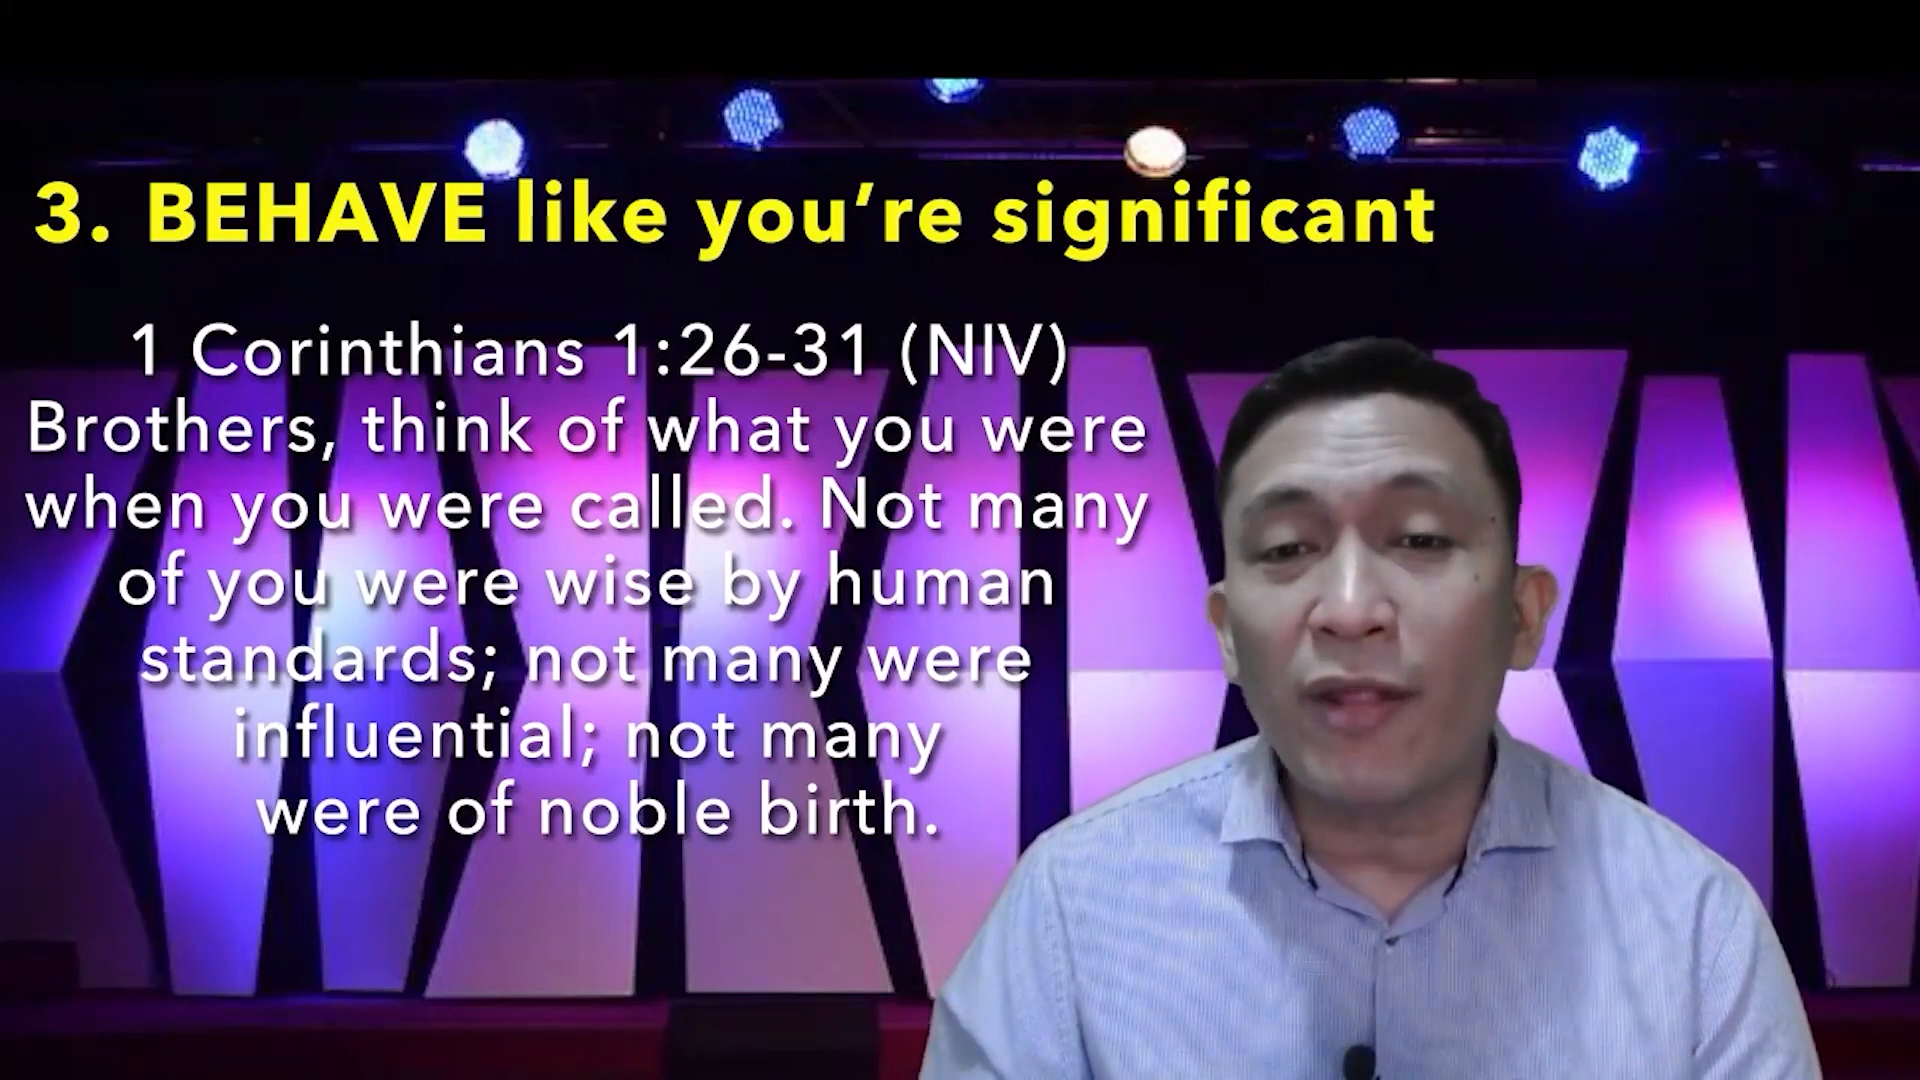 3. BEHAVE like you’re significant
1 Corinthians 1:26-31 (NIV)
Brothers, think of what you were
when you were called. Not many
of you were wise by human
standards; not many were
influential; not many
were of noble birth.